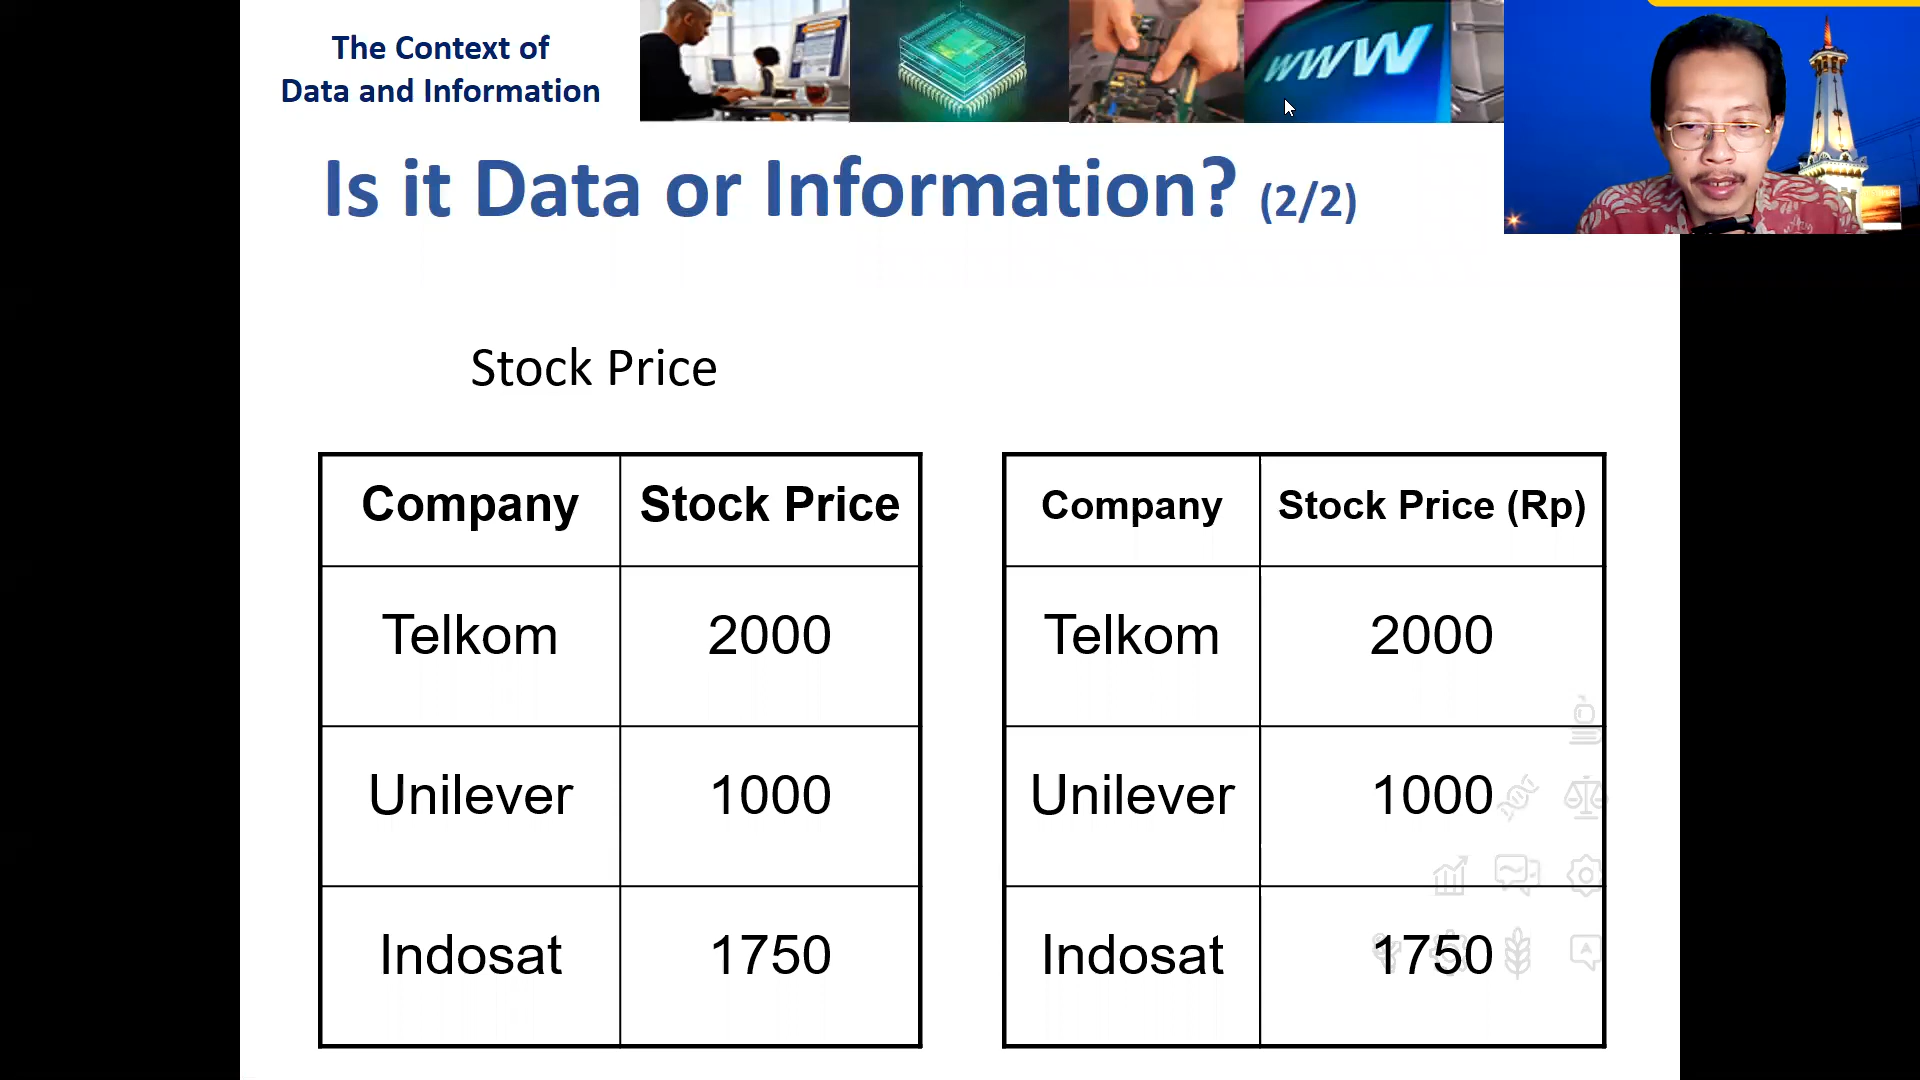 The Context of
Data and Information
WWW
Is it Data or Information? (2/2)
Stock Price
Company Stock Price
Telkom 2000
Unilever 1000
Indosat 1750
Company Stock Price (Rp)
Telkom 2000
Unilever 1000
Indosat 1750